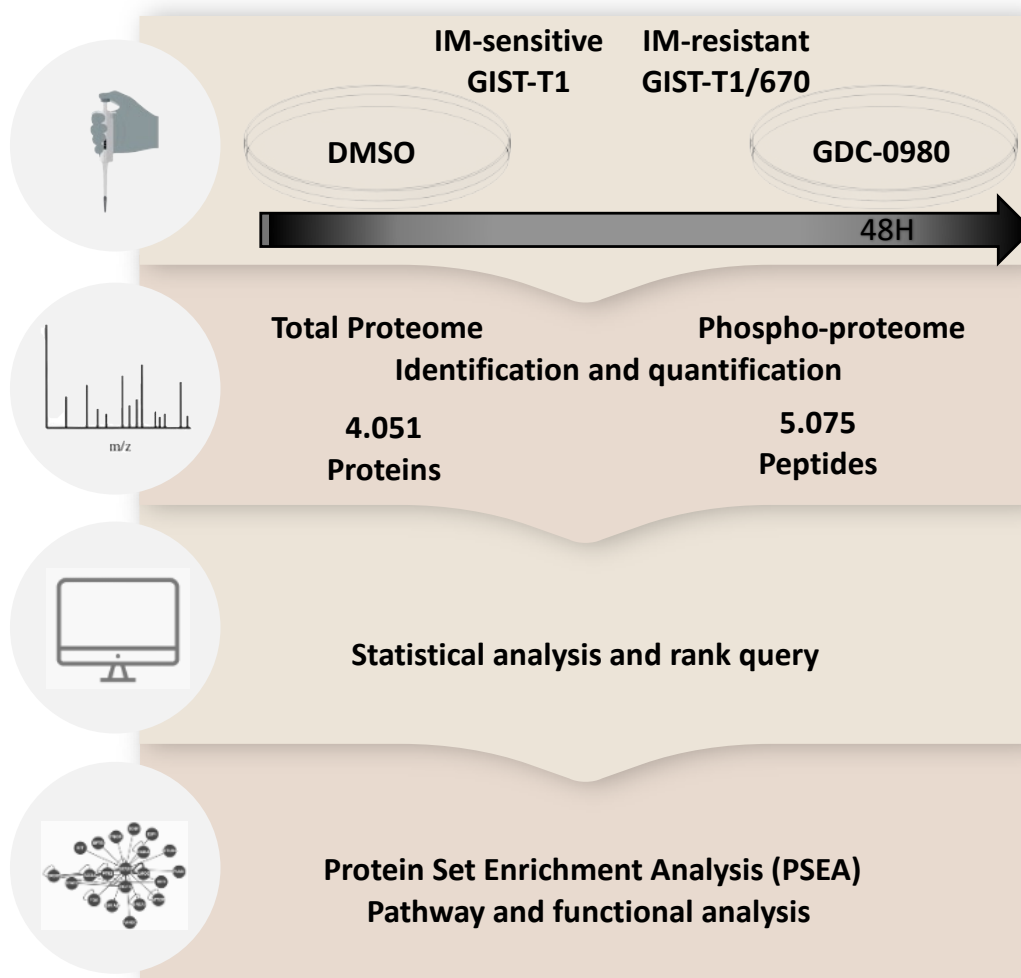 IM-sensitive IM-resistant
GIST-T1 GIST-T1/670
DMSO GDC-0980
48H
Total Proteome Phospho-proteome
Identification and quantification
4.051 5.075
Proteins Peptides
m/z
Statistical analysis and rank query
Protein Set Enrichment Analysis (PSEA)
Pathway and functional analysis